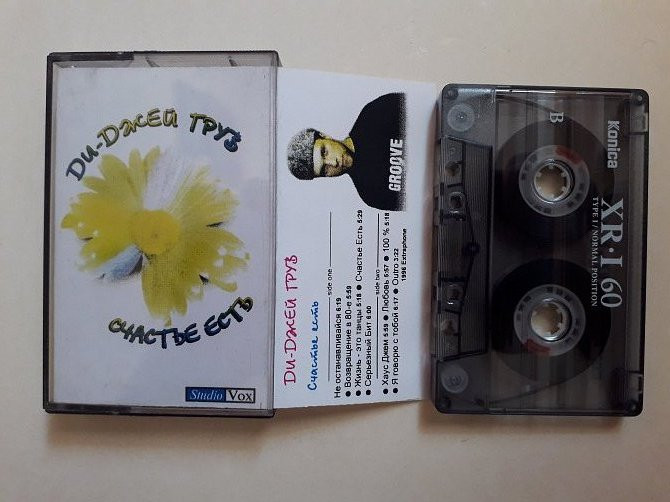 ДИ-ДЖЕЙ ГРУВ
СЧАСТЬЕ ЕСТЬ
Studio Vox
GROOVE
ДИ-ДЖЕЙ ГРУВ
Счастье есть
side one
Не останавливайся 6:19
● Возвращение в 80-е 5:59
● Жизнь - это танцы 5:18 ● Счастье Есть 5:29
● Серьезный Бит 6:00
side two
● Хаус Джем 5:59 ● Любовь 5:57 ● 100 % 5:18
● Я говорю с тобой 6:17 ● Outro 3:22
1996 Extraphone
B
Konica
XR·I 60
TYPE I / NORMAL POSITION